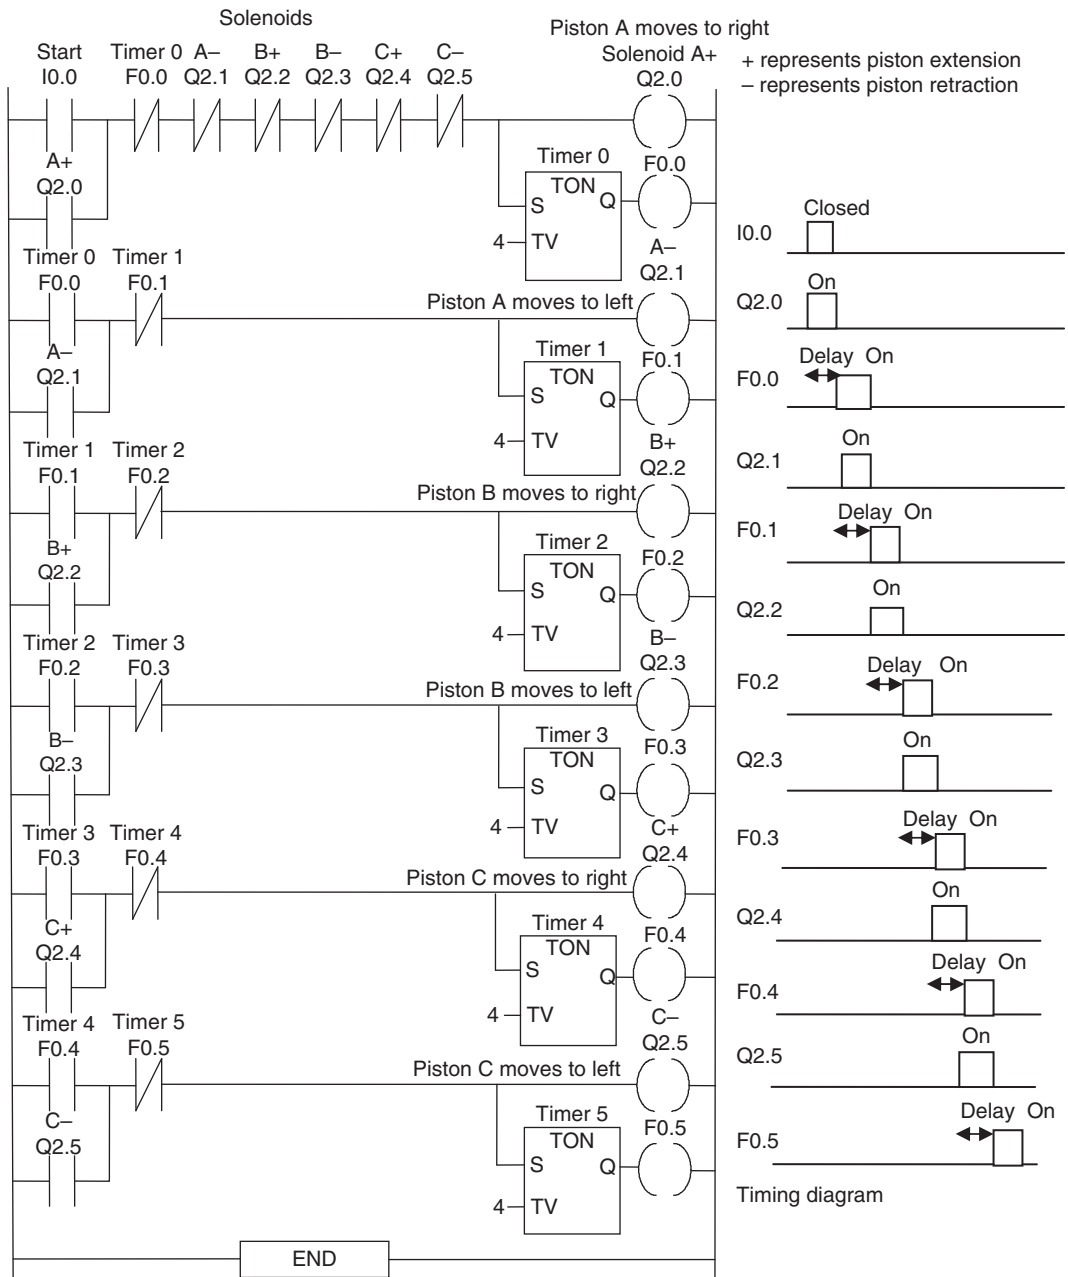 Solenoids
Piston A moves to right
Start Timer 0 A– B+ B– C+ C– Solenoid A+
I0.0 F0.0 Q2.1 Q2.2 Q2.3 Q2.4 Q2.5 Q2.0
+ represents piston extension
– represents piston retraction
A+
Q2.0
Timer 0 F0.0
TON
S Q
4 TV
Timer 0 Timer 1 A–
F0.0 F0.1 Q2.1
Piston A moves to left
A–
Q2.1
Timer 1 F0.1
TON
S Q
4 TV
Timer 1 Timer 2 B+
F0.1 F0.2 Q2.2
Piston B moves to right
B+
Q2.2
Timer 2 F0.2
TON
S Q
4 TV
Timer 2 Timer 3 B–
F0.2 F0.3 Q2.3
Piston B moves to left
B–
Q2.3
Timer 3 F0.3
TON
S Q
4 TV
Timer 3 Timer 4 C+
F0.3 F0.4 Q2.4
Piston C moves to right
C+
Q2.4
Timer 4 F0.4
TON
S Q
4 TV
Timer 4 Timer 5 C–
F0.4 F0.5 Q2.5
Piston C moves to left
C–
Q2.5
Timer 5 F0.5
TON
S Q
4 TV
END
Closed
I0.0
On
Q2.0
Delay On
F0.0
On
Q2.1
Delay On
F0.1
On
Q2.2
Delay On
F0.2
On
Q2.3
Delay On
F0.3
On
Q2.4
Delay On
F0.4
On
Q2.5
Delay On
F0.5
Timing diagram